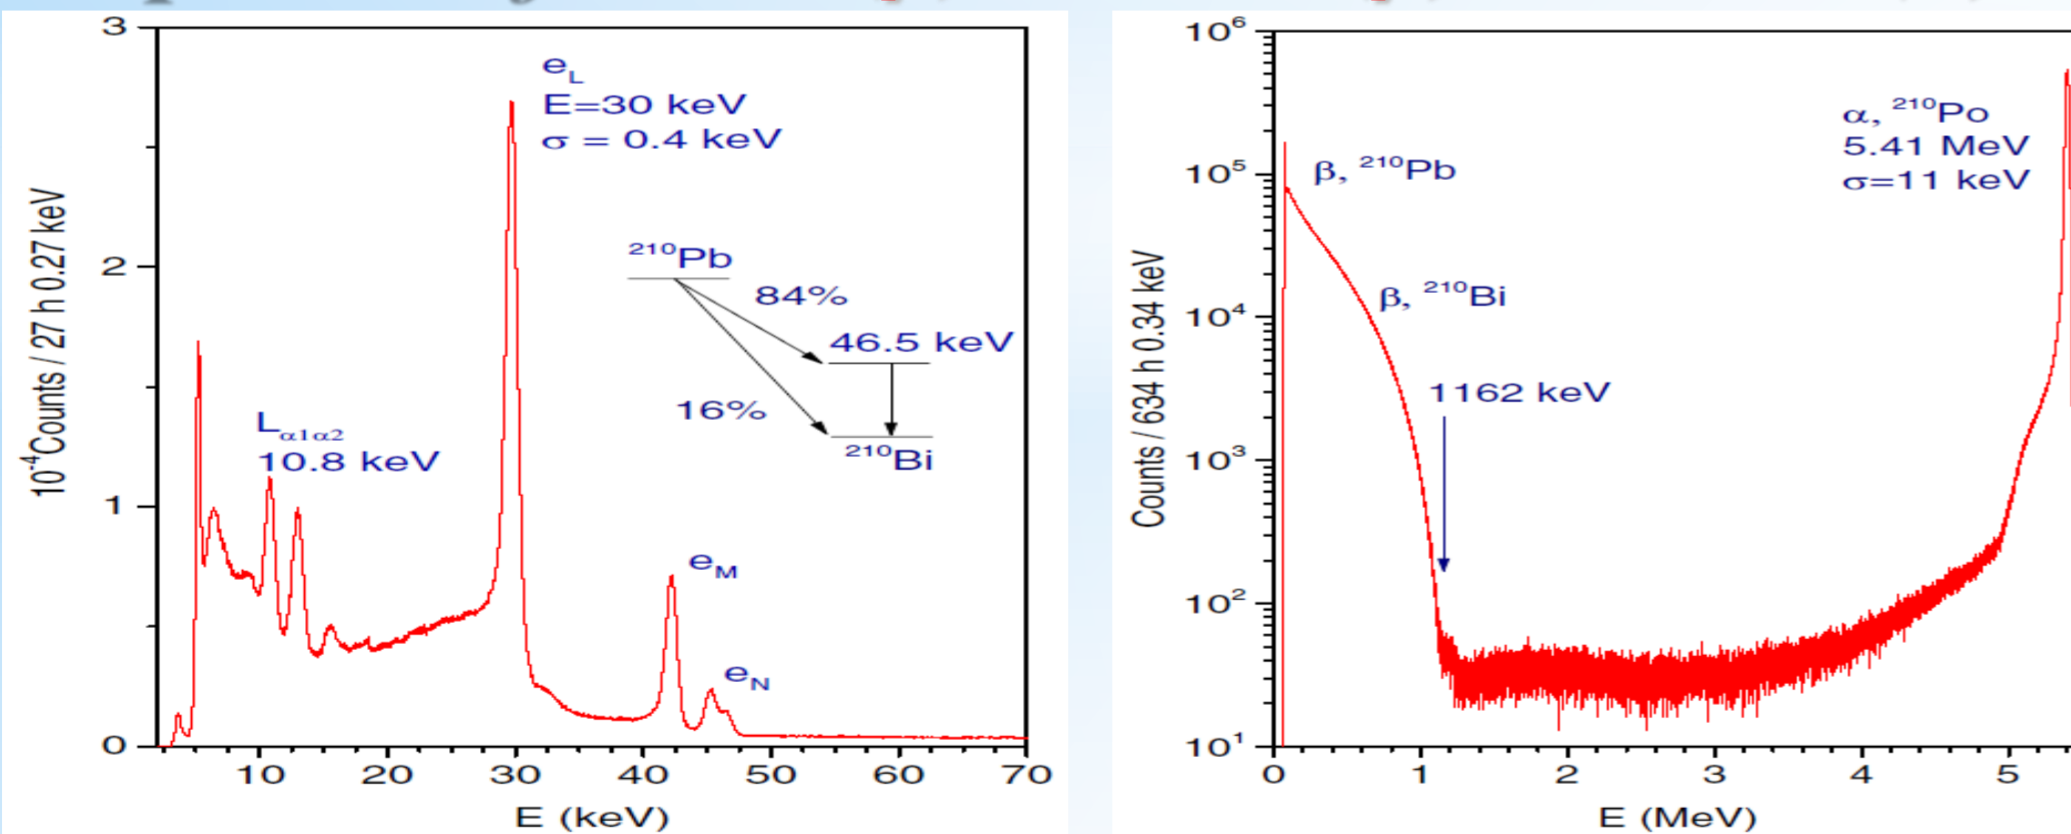 3
2
1
0
10⁻⁴Counts / 27 h 0.27 keV
e_L
E=30 keV
σ = 0.4 keV
²¹⁰Pb
84%
46.5 keV
16%
²¹⁰Bi
L_α1α2
10.8 keV
e_M
e_N
10 20 30 40 50 60 70
E (keV)
10⁶
10⁵
10⁴
10³
10²
10¹
Counts / 634 h 0.34 keV
α, ²¹⁰Po
5.41 MeV
σ=11 keV
β, ²¹⁰Pb
β, ²¹⁰Bi
1162 keV
0 1 2 3 4 5
E (MeV)